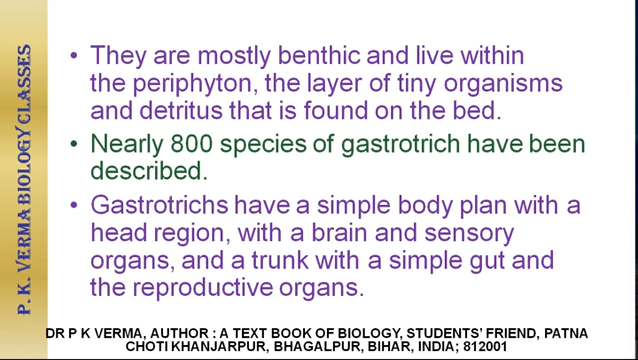 P. K. VERMA BIOLOGY CLASSES
• They are mostly benthic and live within
the periphyton, the layer of tiny organisms
and detritus that is found on the bed.
• Nearly 800 species of gastrotrich have been
described.
• Gastrotrichs have a simple body plan with a
head region, with a brain and sensory
organs, and a trunk with a simple gut and
the reproductive organs.
DR P K VERMA, AUTHOR : A TEXT BOOK OF BIOLOGY, STUDENTS' FRIEND, PATNA
CHOTI KHANJARPUR, BHAGALPUR, BIHAR, INDIA; 812001